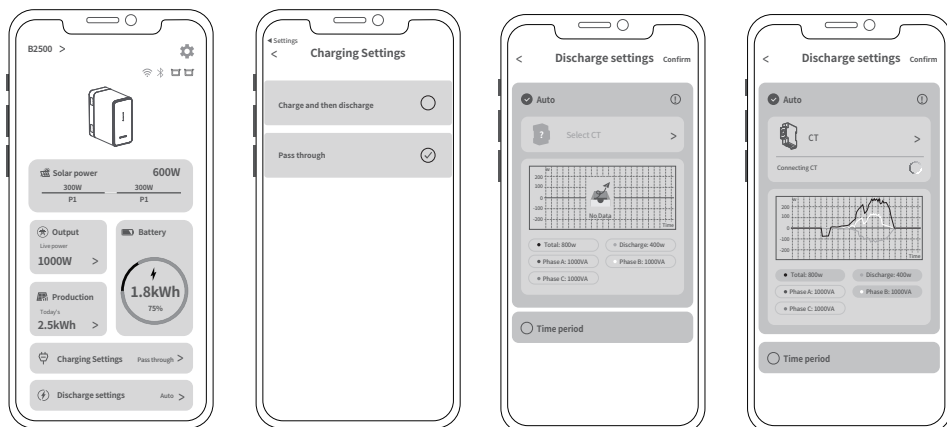 B2500 >
Solar power 600W
300W 300W
P1 P1
Output
Live power
1000W >
Battery
1.8kWh
75%
Production
Today's
2.5kWh >
Charging Settings Pass through >
Discharge settings Auto >
◀ Settings
< Charging Settings
Charge and then discharge
Pass through
< Discharge settings Confirm
Auto
? Select CT >
W
200
100
0
-100
-200
No Data
Time
Total: 800w Discharge: 400w
Phase A: 1000VA Phase B: 1000VA
Phase C: 1000VA
Time period
< Discharge settings Confirm
Auto
CT >
Connecting CT
W
200
100
0
-100
-200
Time
Total: 800w Discharge: 400w
Phase A: 1000VA Phase B: 1000VA
Phase C: 1000VA
Time period